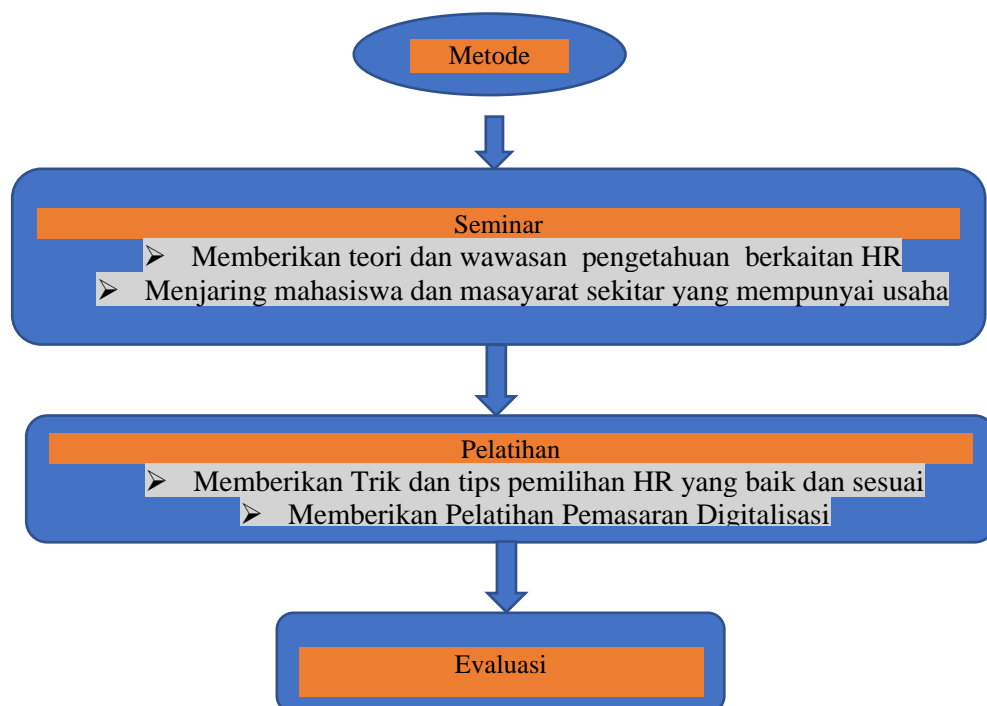 Metode
Seminar
➢ Memberikan teori dan wawasan pengetahuan berkaitan HR
➢ Menjaring mahasiswa dan masayarat sekitar yang mempunyai usaha
Pelatihan
➢ Memberikan Trik dan tips pemilihan HR yang baik dan sesuai
➢ Memberikan Pelatihan Pemasaran Digitalisasi
Evaluasi